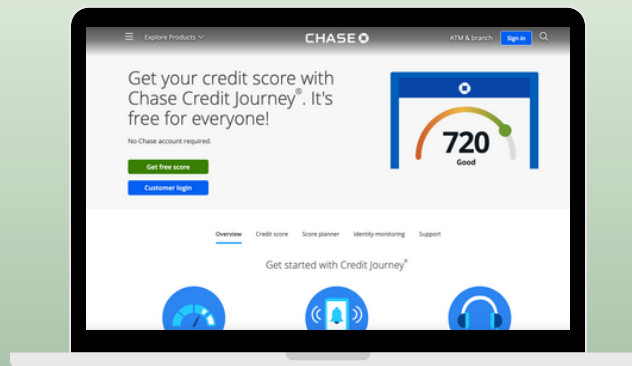 Explore Products
CHASE
ATM & branch
Sign in
Get your credit score with
Chase Credit Journey®. It's
free for everyone!
No Chase account required.
Get free score
Customer login
720
Good
Overview
Credit score
Score planner
Identity monitoring
Support
Get started with Credit Journey®